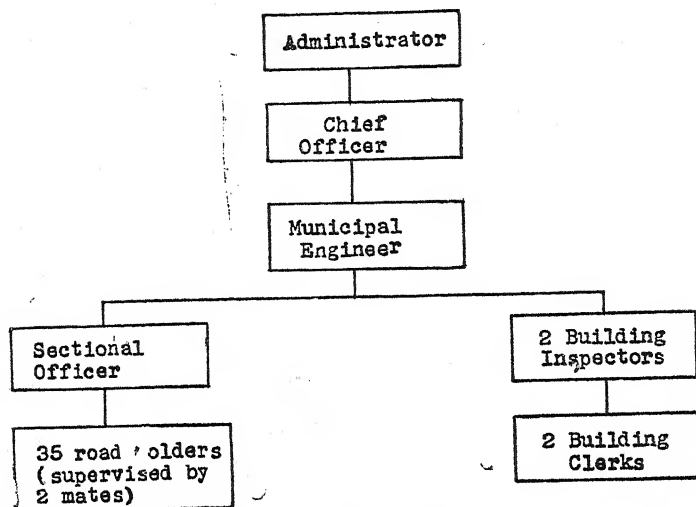 Administrator
Chief
Officer
Municipal
Engineer
Sectional
Officer
2 Building
Inspectors
35 road olders
(supervised by
2 mates)
2 Building
Clerks